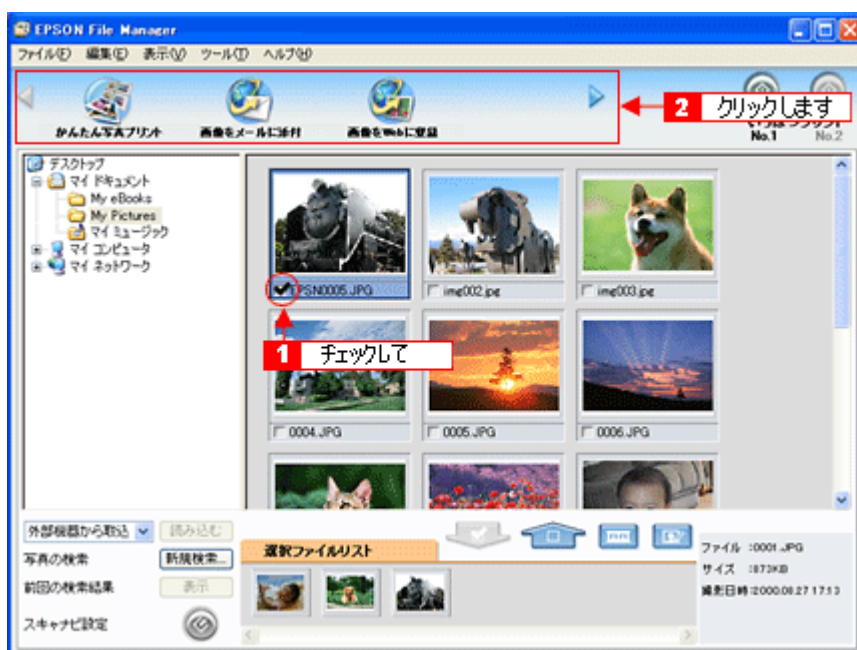 EPSON File Manager
ファイル(F) 編集(E) 表示(V) ツール(T) ヘルプ(H)
かんたん写真プリント 画像をメールに添付 画像をWebに登録
2 クリックします
No.1 No.2
デスクトップ
マイ ドキュメント
My eBooks
My Pictures
マイ ミュージック
マイ コンピュータ
マイ ネットワーク
EPSN0005.JPG img002.jpg img003.jpg
1 チェックして
0004.JPG 0005.JPG 0006.JPG
外部機器から取込 読み込む
写真の検索 新規検索...
前回の検索結果 表示
スキャナビ設定
選択ファイルリスト
ファイル :0001.JPG
サイズ :873KB
撮影日時:2000.08.27 17:13